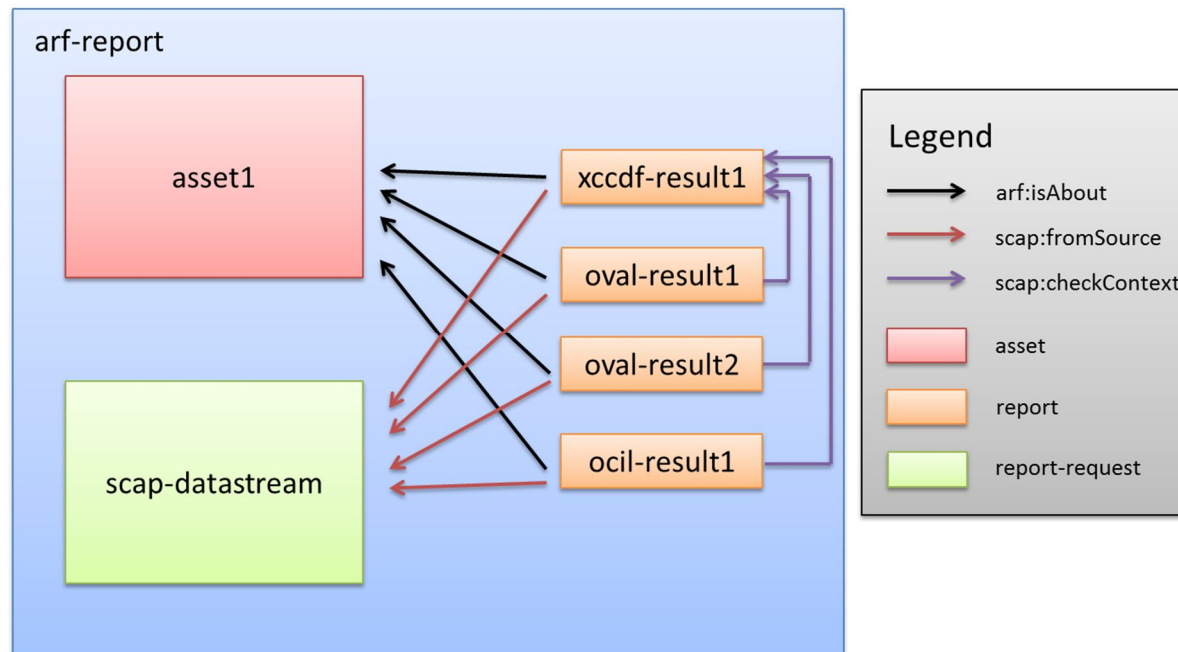 arf-report
asset1
scap-datastream
xccdf-result1
oval-result1
oval-result2
ocil-result1
Legend
arf:isAbout
scap:fromSource
scap:checkContext
asset
report
report-request